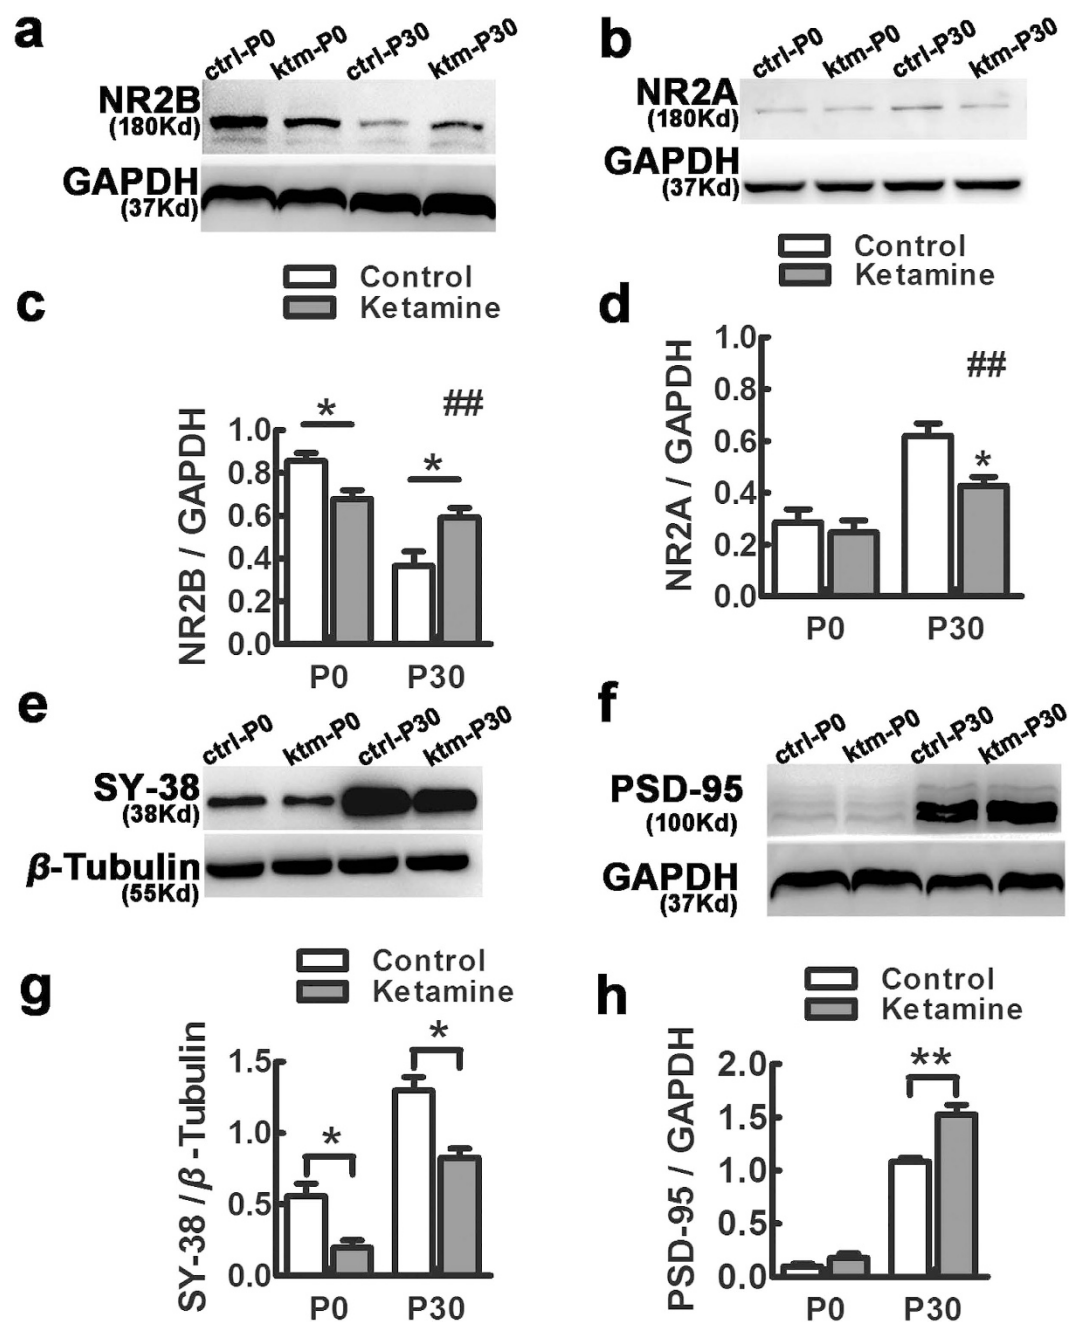 a
ctrl-P0 ktm-P0 ctrl-P30 ktm-P30
NR2B
(180Kd)
GAPDH
(37Kd)
b
ctrl-P0 ktm-P0 ctrl-P30 ktm-P30
NR2A
(180Kd)
GAPDH
(37Kd)
c
Control
Ketamine
NR2B / GAPDH
1.0
0.8
0.6
0.4
0.2
0.0
*
*
##
P0 P30
d
Control
Ketamine
NR2A / GAPDH
1.0
0.8
0.6
0.4
0.2
0.0
##
*
P0 P30
e
ctrl-P0 ktm-P0 ctrl-P30 ktm-P30
SY-38
(38Kd)
β-Tubulin
(55Kd)
f
ctrl-P0 ktm-P0 ctrl-P30 ktm-P30
PSD-95
(100Kd)
GAPDH
(37Kd)
g
Control
Ketamine
SY-38 / β -Tubulin
1.5
1.0
0.5
0.0
*
*
P0 P30
h
Control
Ketamine
PSD-95 / GAPDH
2.0
1.5
1.0
0.5
0.0
**
P0 P30